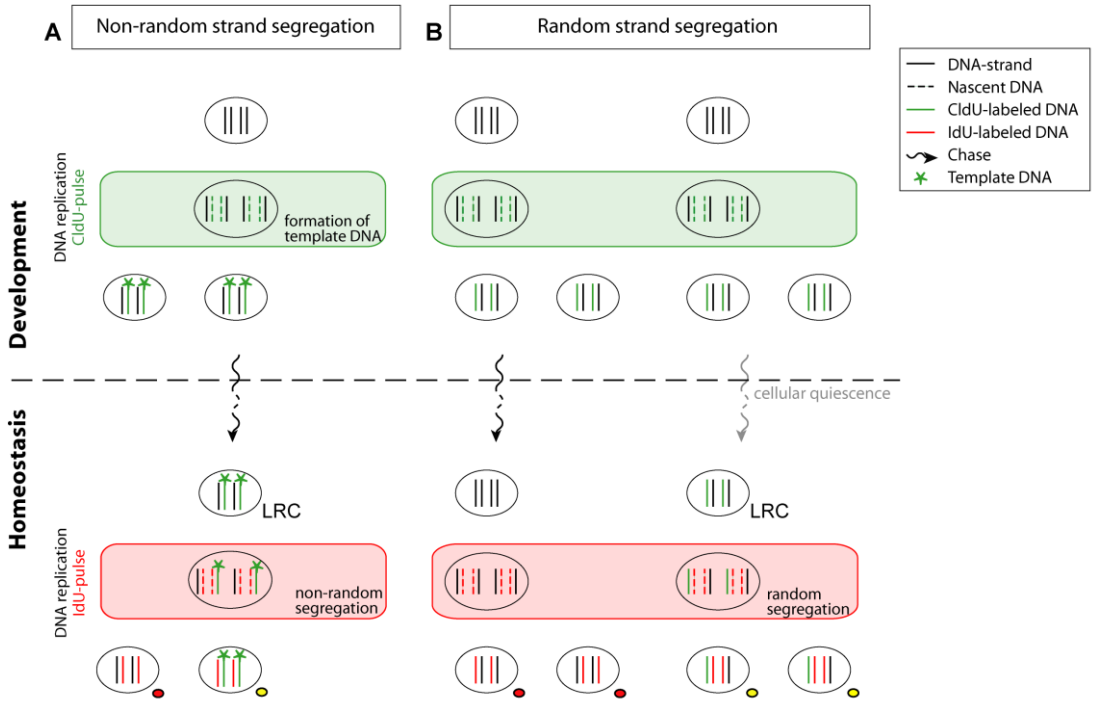 A
Non-random strand segregation
B
Random strand segregation
DNA-strand
Nascent DNA
CldU-labeled DNA
IdU-labeled DNA
Chase
Template DNA
Development
DNA replication
CldU-pulse
formation of
template DNA
cellular quiescence
Homeostasis
LRC
LRC
DNA replication
IdU-pulse
non-random
segregation
random
segregation